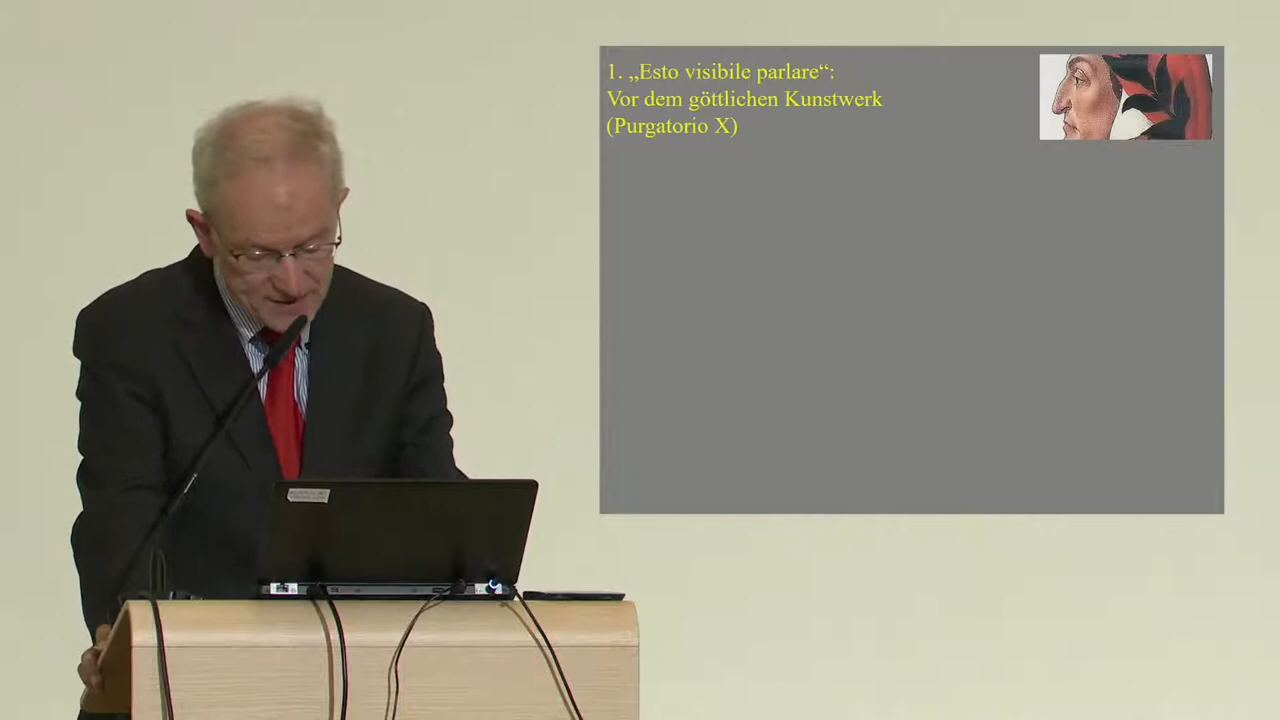 1. „Esto visibile parlare“:
Vor dem göttlichen Kunstwerk
(Purgatorio X)